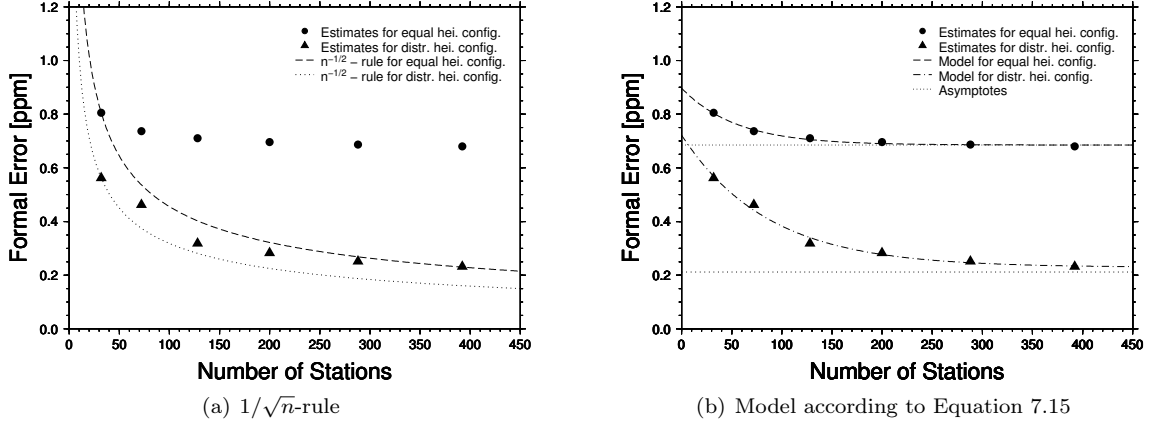 1.2
1.0
0.8
0.6
0.4
0.2
0.0
Formal Error [ppm]
0 50 100 150 200 250 300 350 400 450
Number of Stations
Estimates for equal hei. config.
Estimates for distr. hei. config.
n⁻¹/² – rule for equal hei. config.
n⁻¹/² – rule for distr. hei. config.
(a) 1/√n-rule
1.2
1.0
0.8
0.6
0.4
0.2
0.0
Formal Error [ppm]
0 50 100 150 200 250 300 350 400 450
Number of Stations
Estimates for equal hei. config.
Estimates for distr. hei. config.
Model for equal hei. config.
Model for distr. hei. config.
Asymptotes
(b) Model according to Equation 7.15